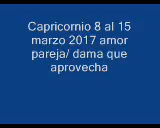 Capricornio 8 al 15
marzo 2017 amor
pareja/ dama que
aprovecha